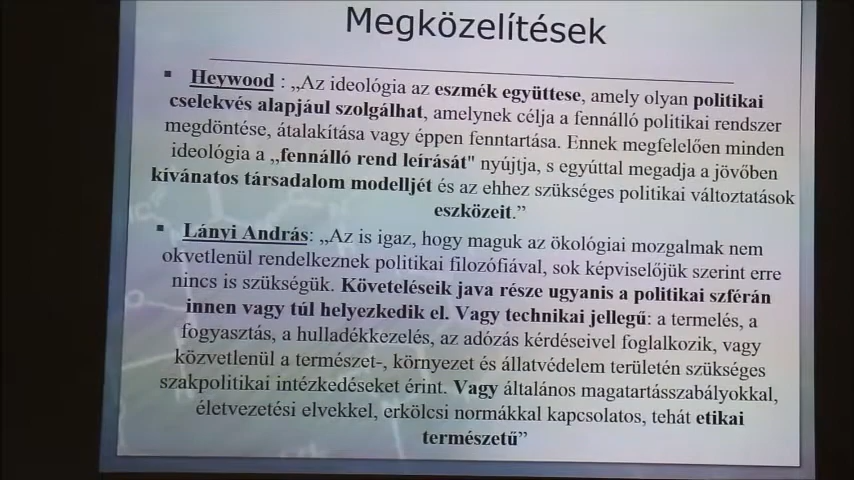 Megközelítések
▪ Heywood : „Az ideológia az eszmék együttese, amely olyan politikai
cselekvés alapjául szolgálhat, amelynek célja a fennálló politikai rendszer
megdöntése, átalakítása vagy éppen fenntartása. Ennek megfelelően minden
ideológia a „fennálló rend leírását" nyújtja, s egyúttal megadja a jövőben
kívánatos társadalom modelljét és az ehhez szükséges politikai változtatások
eszközeit.”
▪ Lányi András: „Az is igaz, hogy maguk az ökológiai mozgalmak nem
okvetlenül rendelkeznek politikai filozófiával, sok képviselőjük szerint erre
nincs is szükségük. Követeléseik java része ugyanis a politikai szférán
innen vagy túl helyezkedik el. Vagy technikai jellegű: a termelés, a
fogyasztás, a hulladékkezelés, az adózás kérdéseivel foglalkozik, vagy
közvetlenül a természet-, környezet és állatvédelem területén szükséges
szakpolitikai intézkedéseket érint. Vagy általános magatartásszabályokkal,
életvezetési elvekkel, erkölcsi normákkal kapcsolatos, tehát etikai
természetű”